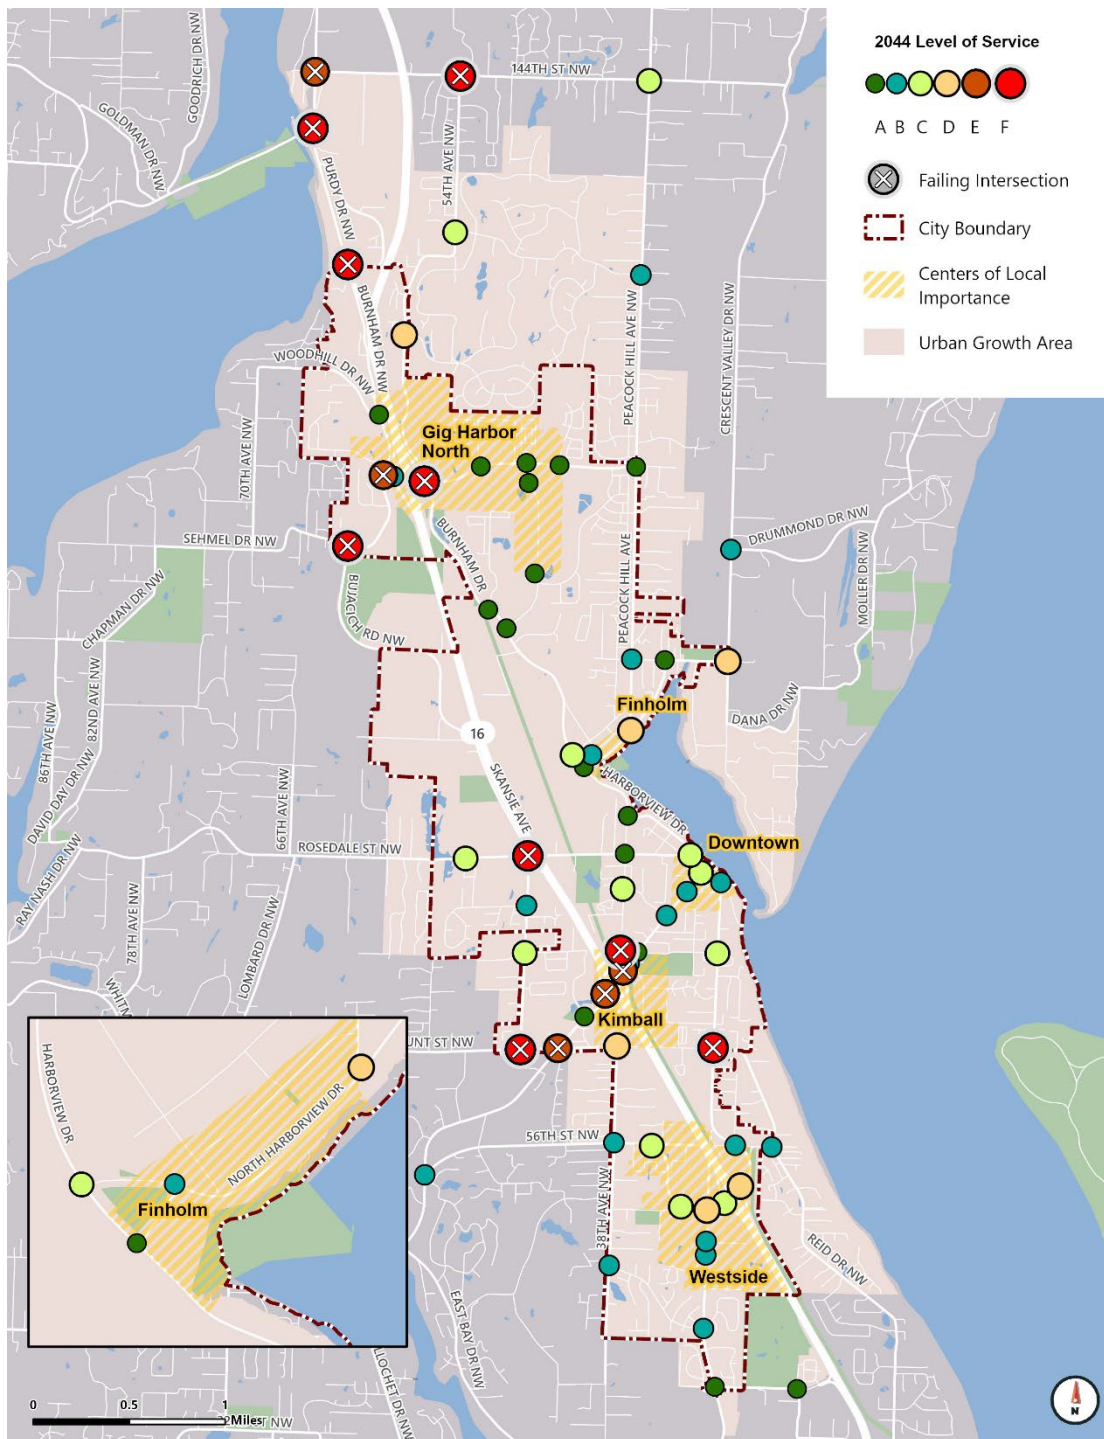 2044 Level of Service
A B C D E F
Failing Intersection
City Boundary
Centers of Local
Importance
Urban Growth Area
GOODRICH DR NW
GOLDMAN DR NW
144TH ST NW
54TH AVE NW
PURDY DR NW
BURNHAM DR NW
WOODHILL DR NW
PEACOCK HILL AVE NW
CRESCENT VALLEY DR NW
70TH AVE NW
Gig Harbor
North
SEHMEL DR NW
BURNHAM DR
DRUMMOND DR NW
CHAPMAN DR NW
BUJACICH RD NW
PEACOCK HILL AVE
MOLLER DR NW
86TH AVE NW
82ND AVE NW
Finholm
DANA DR NW
16
SKANSIE AVE
HARBORVIEW DR
DAVID DAY DR NW
66TH AVE NW
ROSEDALE ST NW
Downtown
RAY NASH DR NW
78TH AVE NW
LOMBARD DR NW
WHITM
Kimball
UNT ST NW
56TH ST NW
38TH AVE NW
REID DR NW
Westside
EAST BAY DR NW
LLOCHET DR NW
HARBORVIEW DR
NORTH HARBORVIEW DR
Finholm
0 0.5 1
Miles
T NW
N